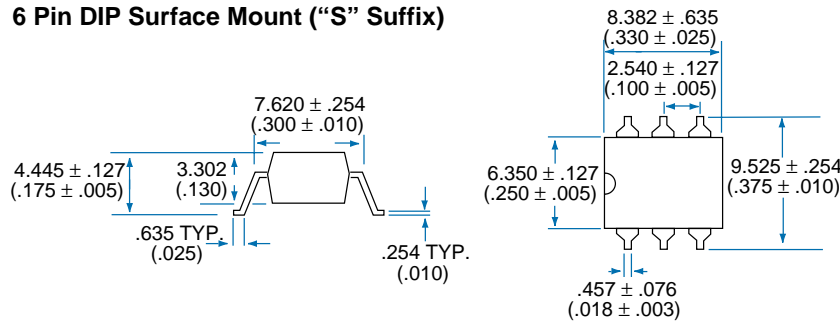 6 Pin DIP Surface Mount (“S” Suffix)
7.620 ± .254
(.300 ± .010)
4.445 ± .127
(.175 ± .005)
3.302
(.130)
.635 TYP.
(.025)
.254 TYP.
(.010)
8.382 ± .635
(.330 ± .025)
2.540 ± .127
(.100 ± .005)
6.350 ± .127
(.250 ± .005)
9.525 ± .254
(.375 ± .010)
.457 ± .076
(.018 ± .003)